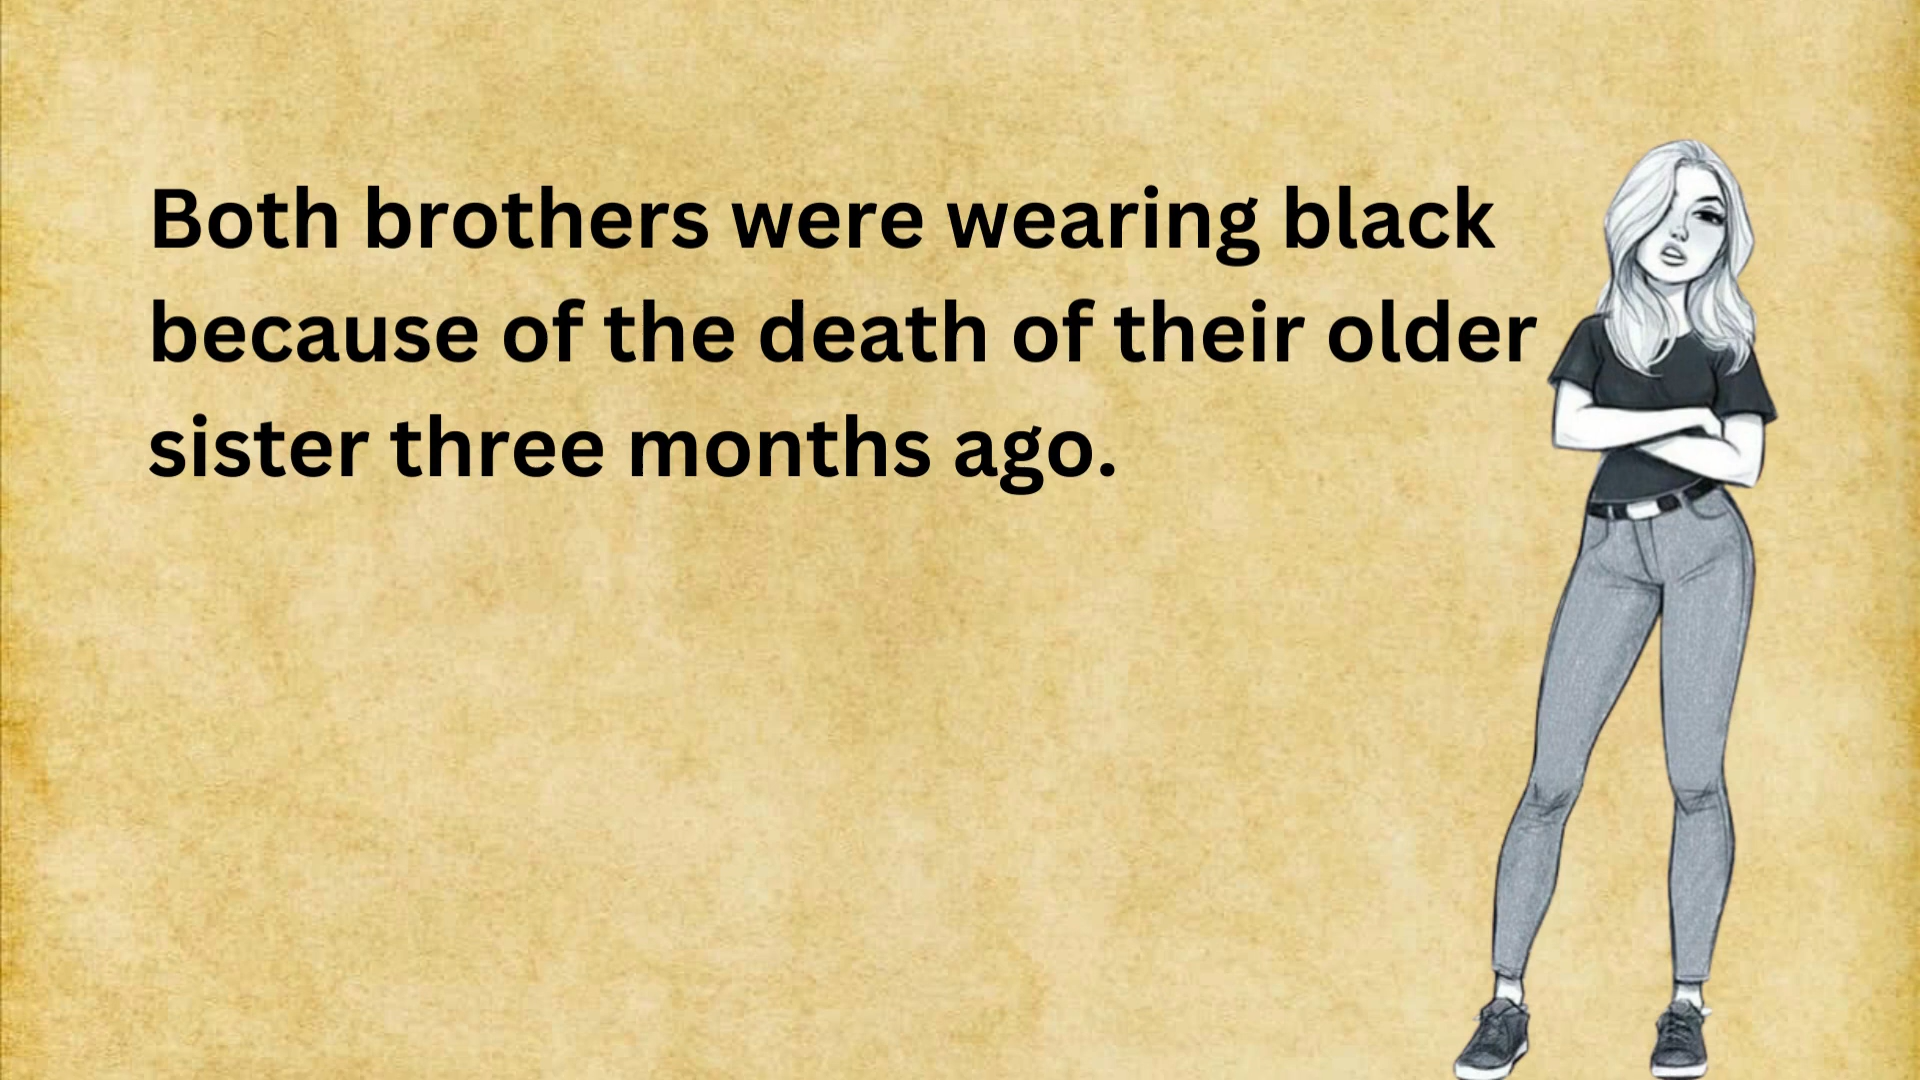 Both brothers were wearing black
because of the death of their older
sister three months ago.